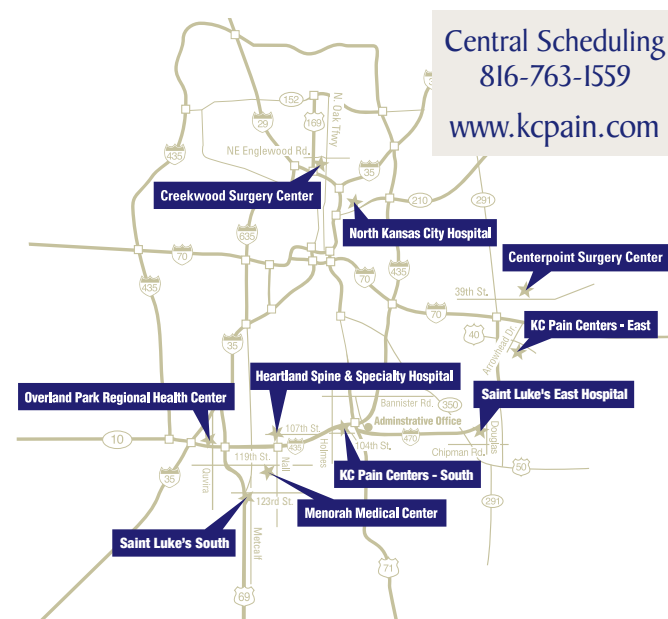 Central Scheduling
816-763-1559
www.kcpain.com
N. Oak Trwy
152
169
29
NE Englewood Rd.
35
435
Creekwood Surgery Center
210
291
North Kansas City Hospital
635
70
435
435
Centerpoint Surgery Center
39th St.
70
40
Arrowhead Dr.
KC Pain Centers - East
35
Heartland Spine & Specialty Hospital
Overland Park Regional Health Center
Saint Luke's East Hospital
Bannister Rd.
350
Adminstrative Office
107th St.
10
435
104th St.
470
Douglas
119th St.
Holmes
Chipman Rd.
50
KC Pain Centers - South
35
Quvira
Nall
123rd St.
291
Menorah Medical Center
Saint Luke's South
Metcalf
71
69